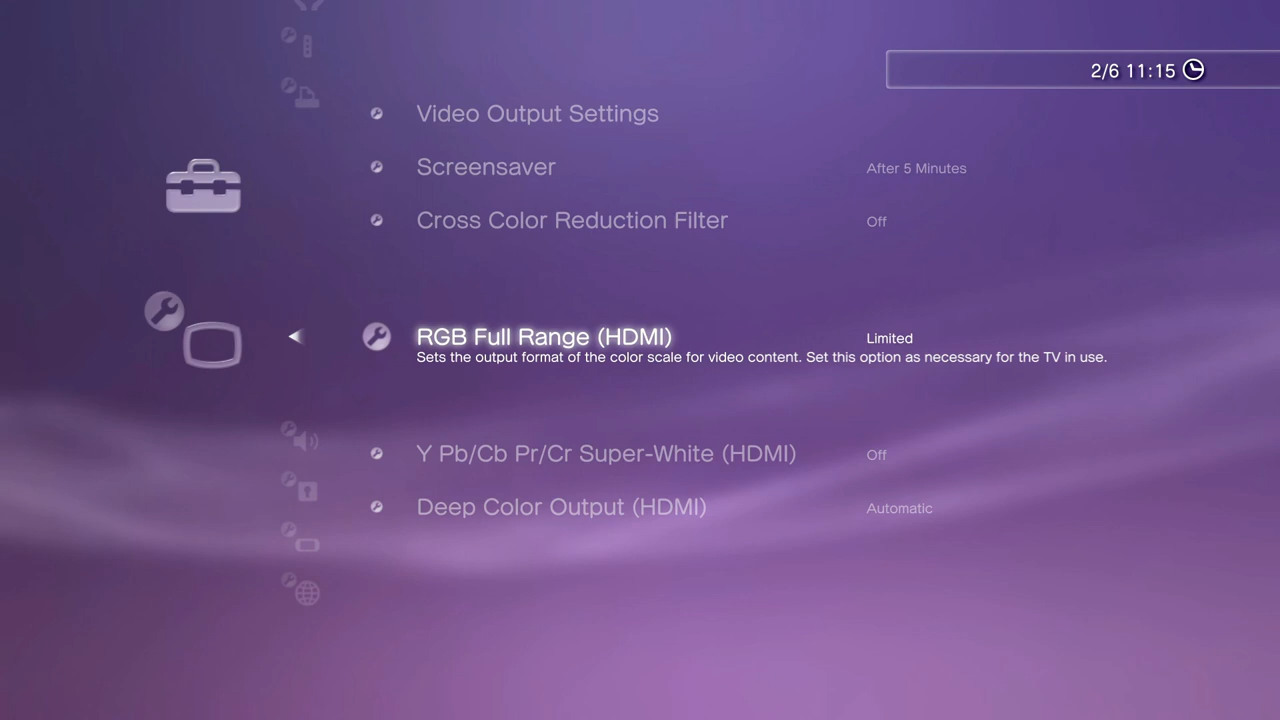 2/6 11:15
Video Output Settings
Screensaver After 5 Minutes
Cross Color Reduction Filter Off
RGB Full Range (HDMI) Limited
Sets the output format of the color scale for video content. Set this option as necessary for the TV in use.
Y Pb/Cb Pr/Cr Super-White (HDMI) Off
Deep Color Output (HDMI) Automatic